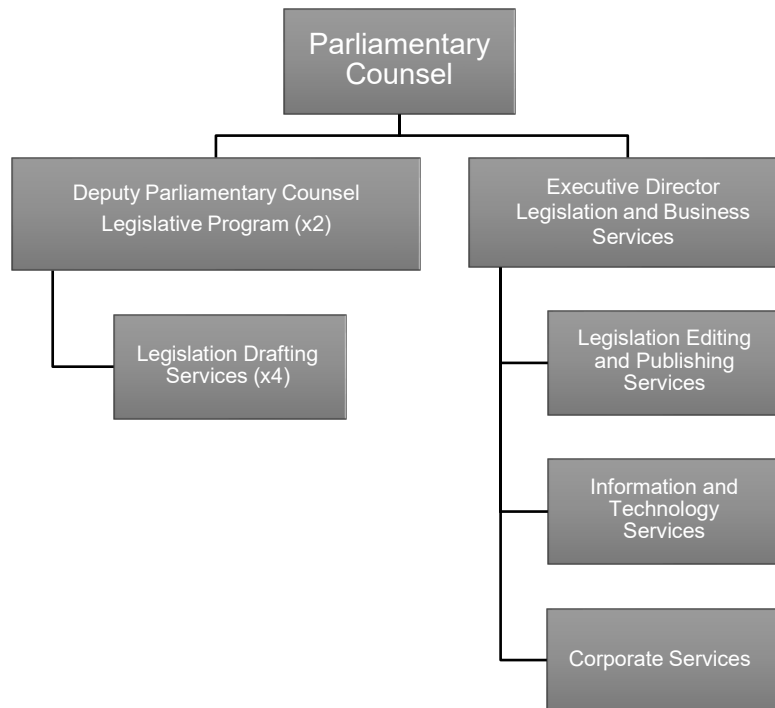 Parliamentary
Counsel
Deputy Parliamentary Counsel
Legislative Program (x2)
Executive Director
Legislation and Business
Services
Legislation Drafting
Services (x4)
Legislation Editing
and Publishing
Services
Information and
Technology
Services
Corporate Services